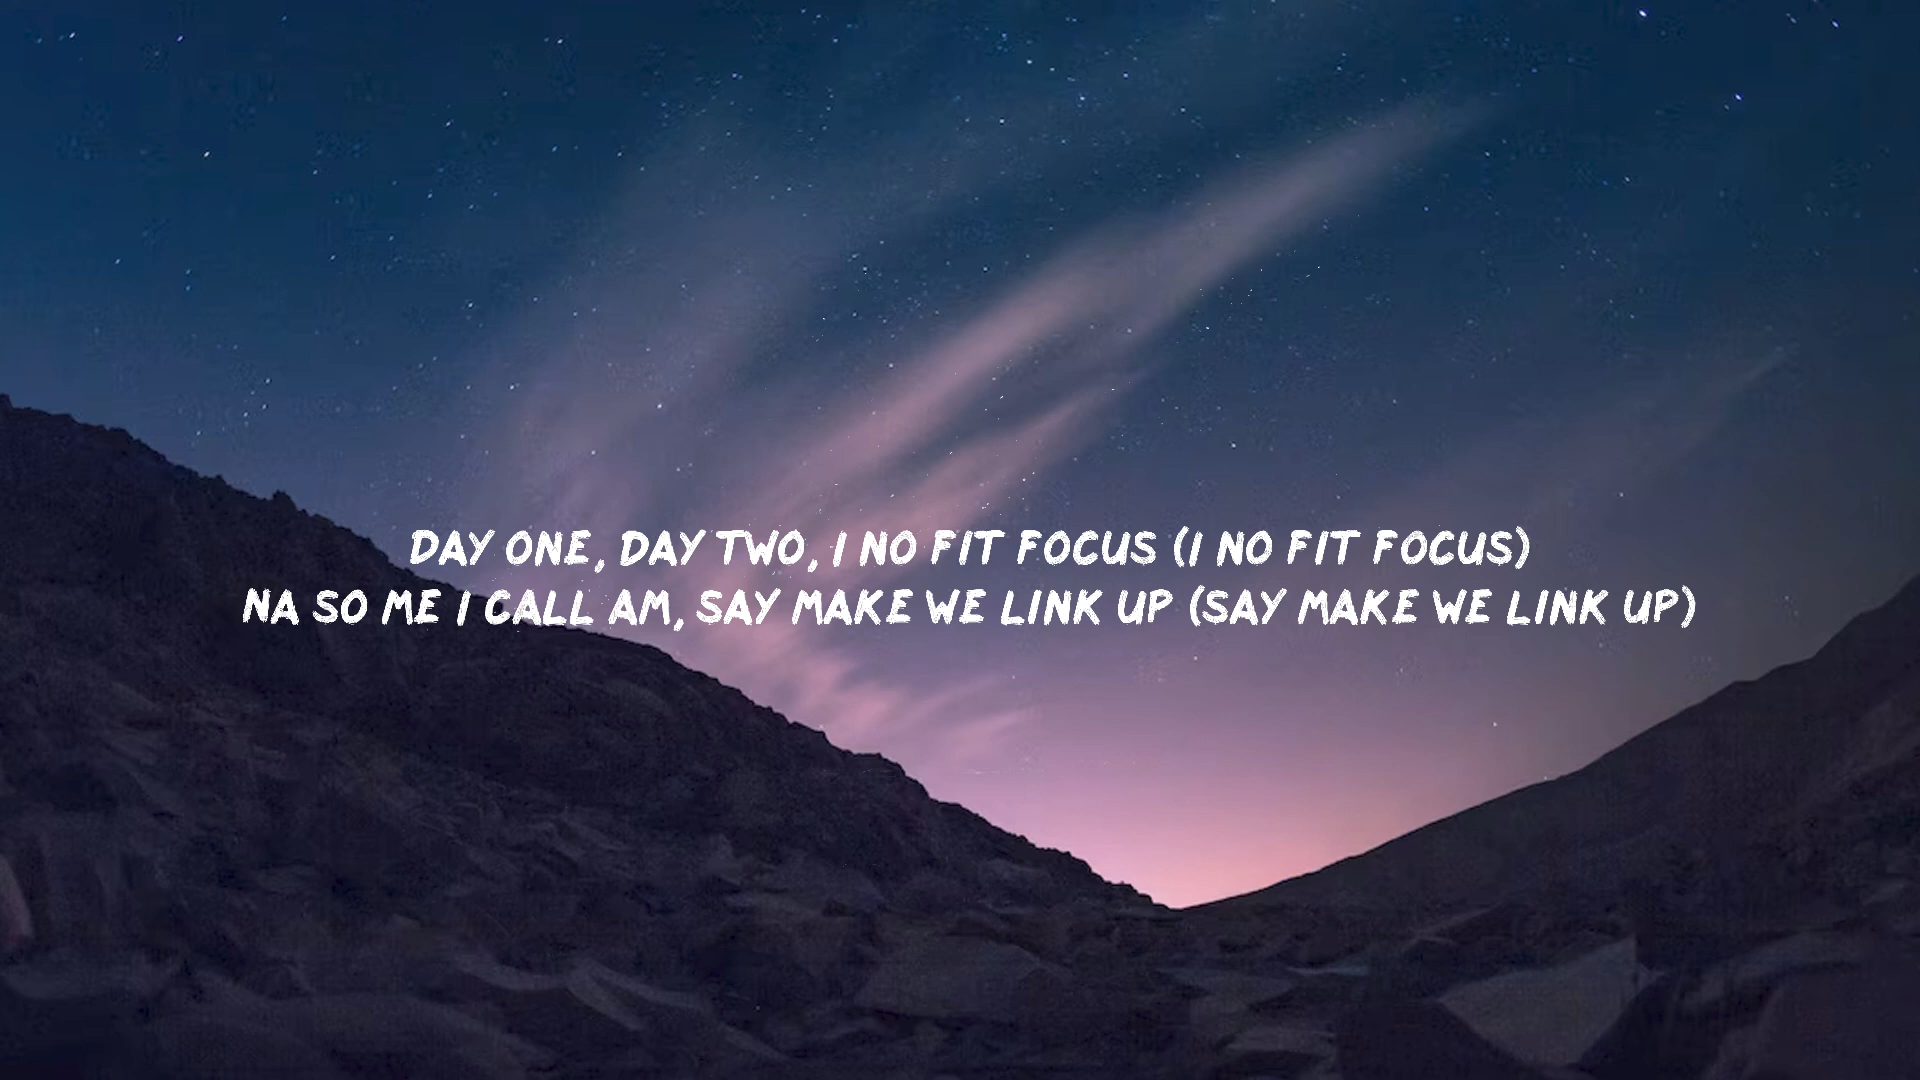 DAY ONE, DAY TWO, I NO FIT FOCUS (I NO FIT FOCUS)
NA SO ME I CALL AM, SAY MAKE WE LINK UP (SAY MAKE WE LINK UP)